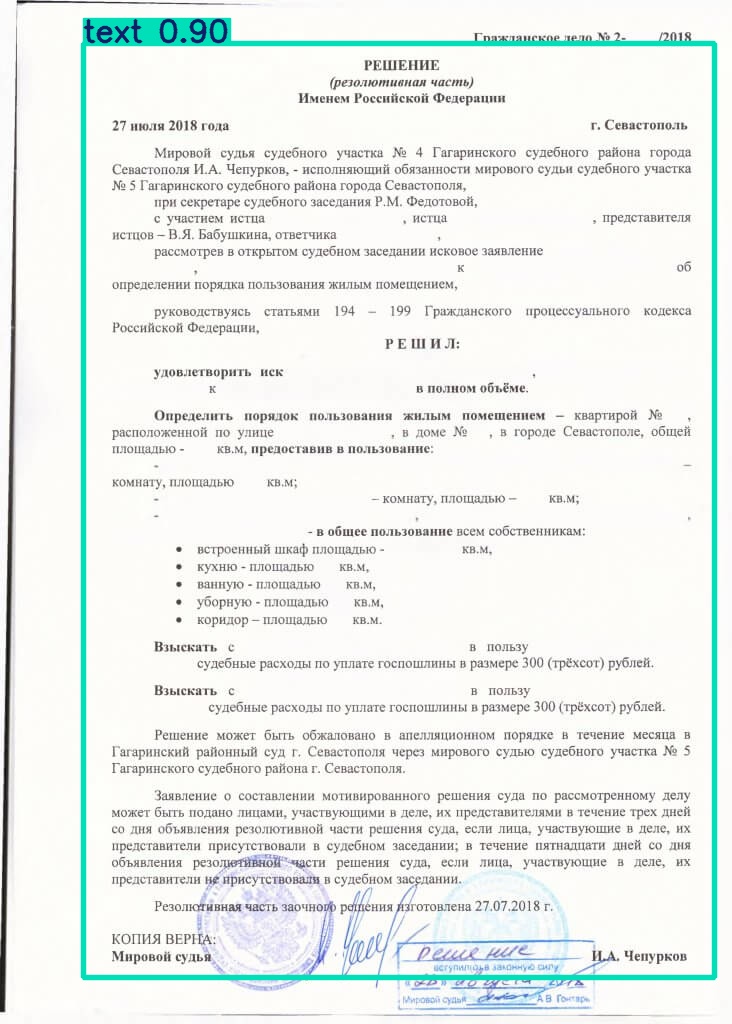 text 0.90
Гражданское дело № 2- /2018
РЕШЕНИЕ
(резолютивная часть)
Именем Российской Федерации
27 июля 2018 года г. Севастополь
Мировой судья судебного участка № 4 Гагаринского судебного района города
Севастополя И.А. Чепурков, - исполняющий обязанности мирового судьи судебного участка
№ 5 Гагаринского судебного района города Севастополя,
при секретаре судебного заседания Р.М. Федотовой,
с участием истца , истца , представителя
истцов – В.Я. Бабушкина, ответчика ,
рассмотрев в открытом судебном заседании исковое заявление
, к об
определении порядка пользования жилым помещением,
руководствуясь статьями 194 – 199 Гражданского процессуального кодекса
Российской Федерации,
Р Е Ш И Л:
удовлетворить иск ,
к в полном объёме.
Определить порядок пользования жилым помещением – квартирой № ,
расположенной по улице , в доме № , в городе Севастополе, общей
площадью - кв.м, предоставив в пользование:
- –
комнату, площадью кв.м;
- – комнату, площадью – кв.м;
- , ,
- в общее пользование всем собственникам:
• встроенный шкаф площадью - кв.м,
• кухню - площадью кв.м,
• ванную - площадью кв.м,
• уборную - площадью кв.м,
• коридор – площадью кв.м.
Взыскать с в пользу
судебные расходы по уплате госпошлины в размере 300 (трёхсот) рублей.
Взыскать с в пользу
судебные расходы по уплате госпошлины в размере 300 (трёхсот) рублей.
Решение может быть обжаловано в апелляционом порядке в течение месяца в
Гагаринский районный суд г. Севастополя через мирового судью судебного участка № 5
Гагаринского судебного района г. Севастополя.
Заявление о составлении мотивированного решения суда по рассмотренному делу
может быть подано лицами, участвующими в деле, их представителями в течение трех дней
со дня объявления резолютивной части решения суда, если лица, участвующие в деле, их
представители присутствовали в судебном заседании; в течение пятнадцати дней со дня
объявления резолютивной части решения суда, если лица, участвующие в деле, их
представители не присутствовали в судебном заседании.
Резолютивная часть заочного решения изготовлена 27.07.2018 г.
КОПИЯ ВЕРНА:
Мировой судья И.А. Чепурков
Решение
вступило в законную силу
августа 2018
Мировой судья А.В. Гонтарь